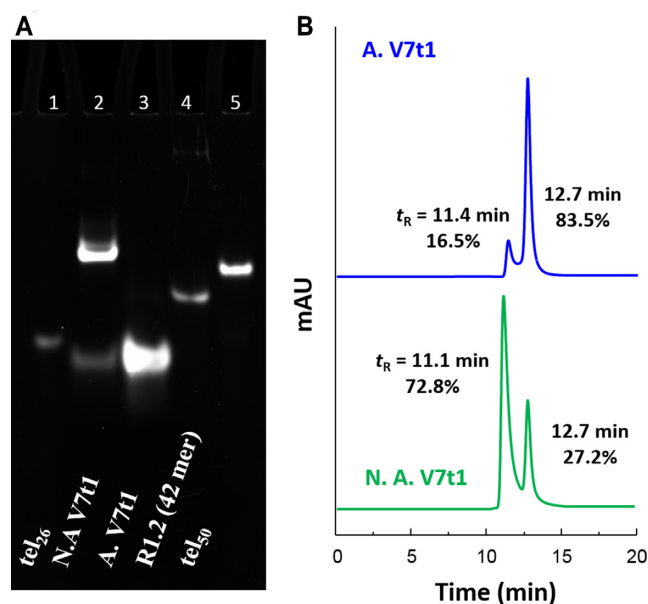 A
1 2 3 4 5
tel26
N.A V7t1
A. V7t1
R1.2 (42 mer)
tel50
B
A. V7t1
tR = 11.4 min
16.5%
12.7 min
83.5%
mAU
tR = 11.1 min
72.8%
12.7 min
27.2%
N. A. V7t1
0 5 10 15 20
Time (min)